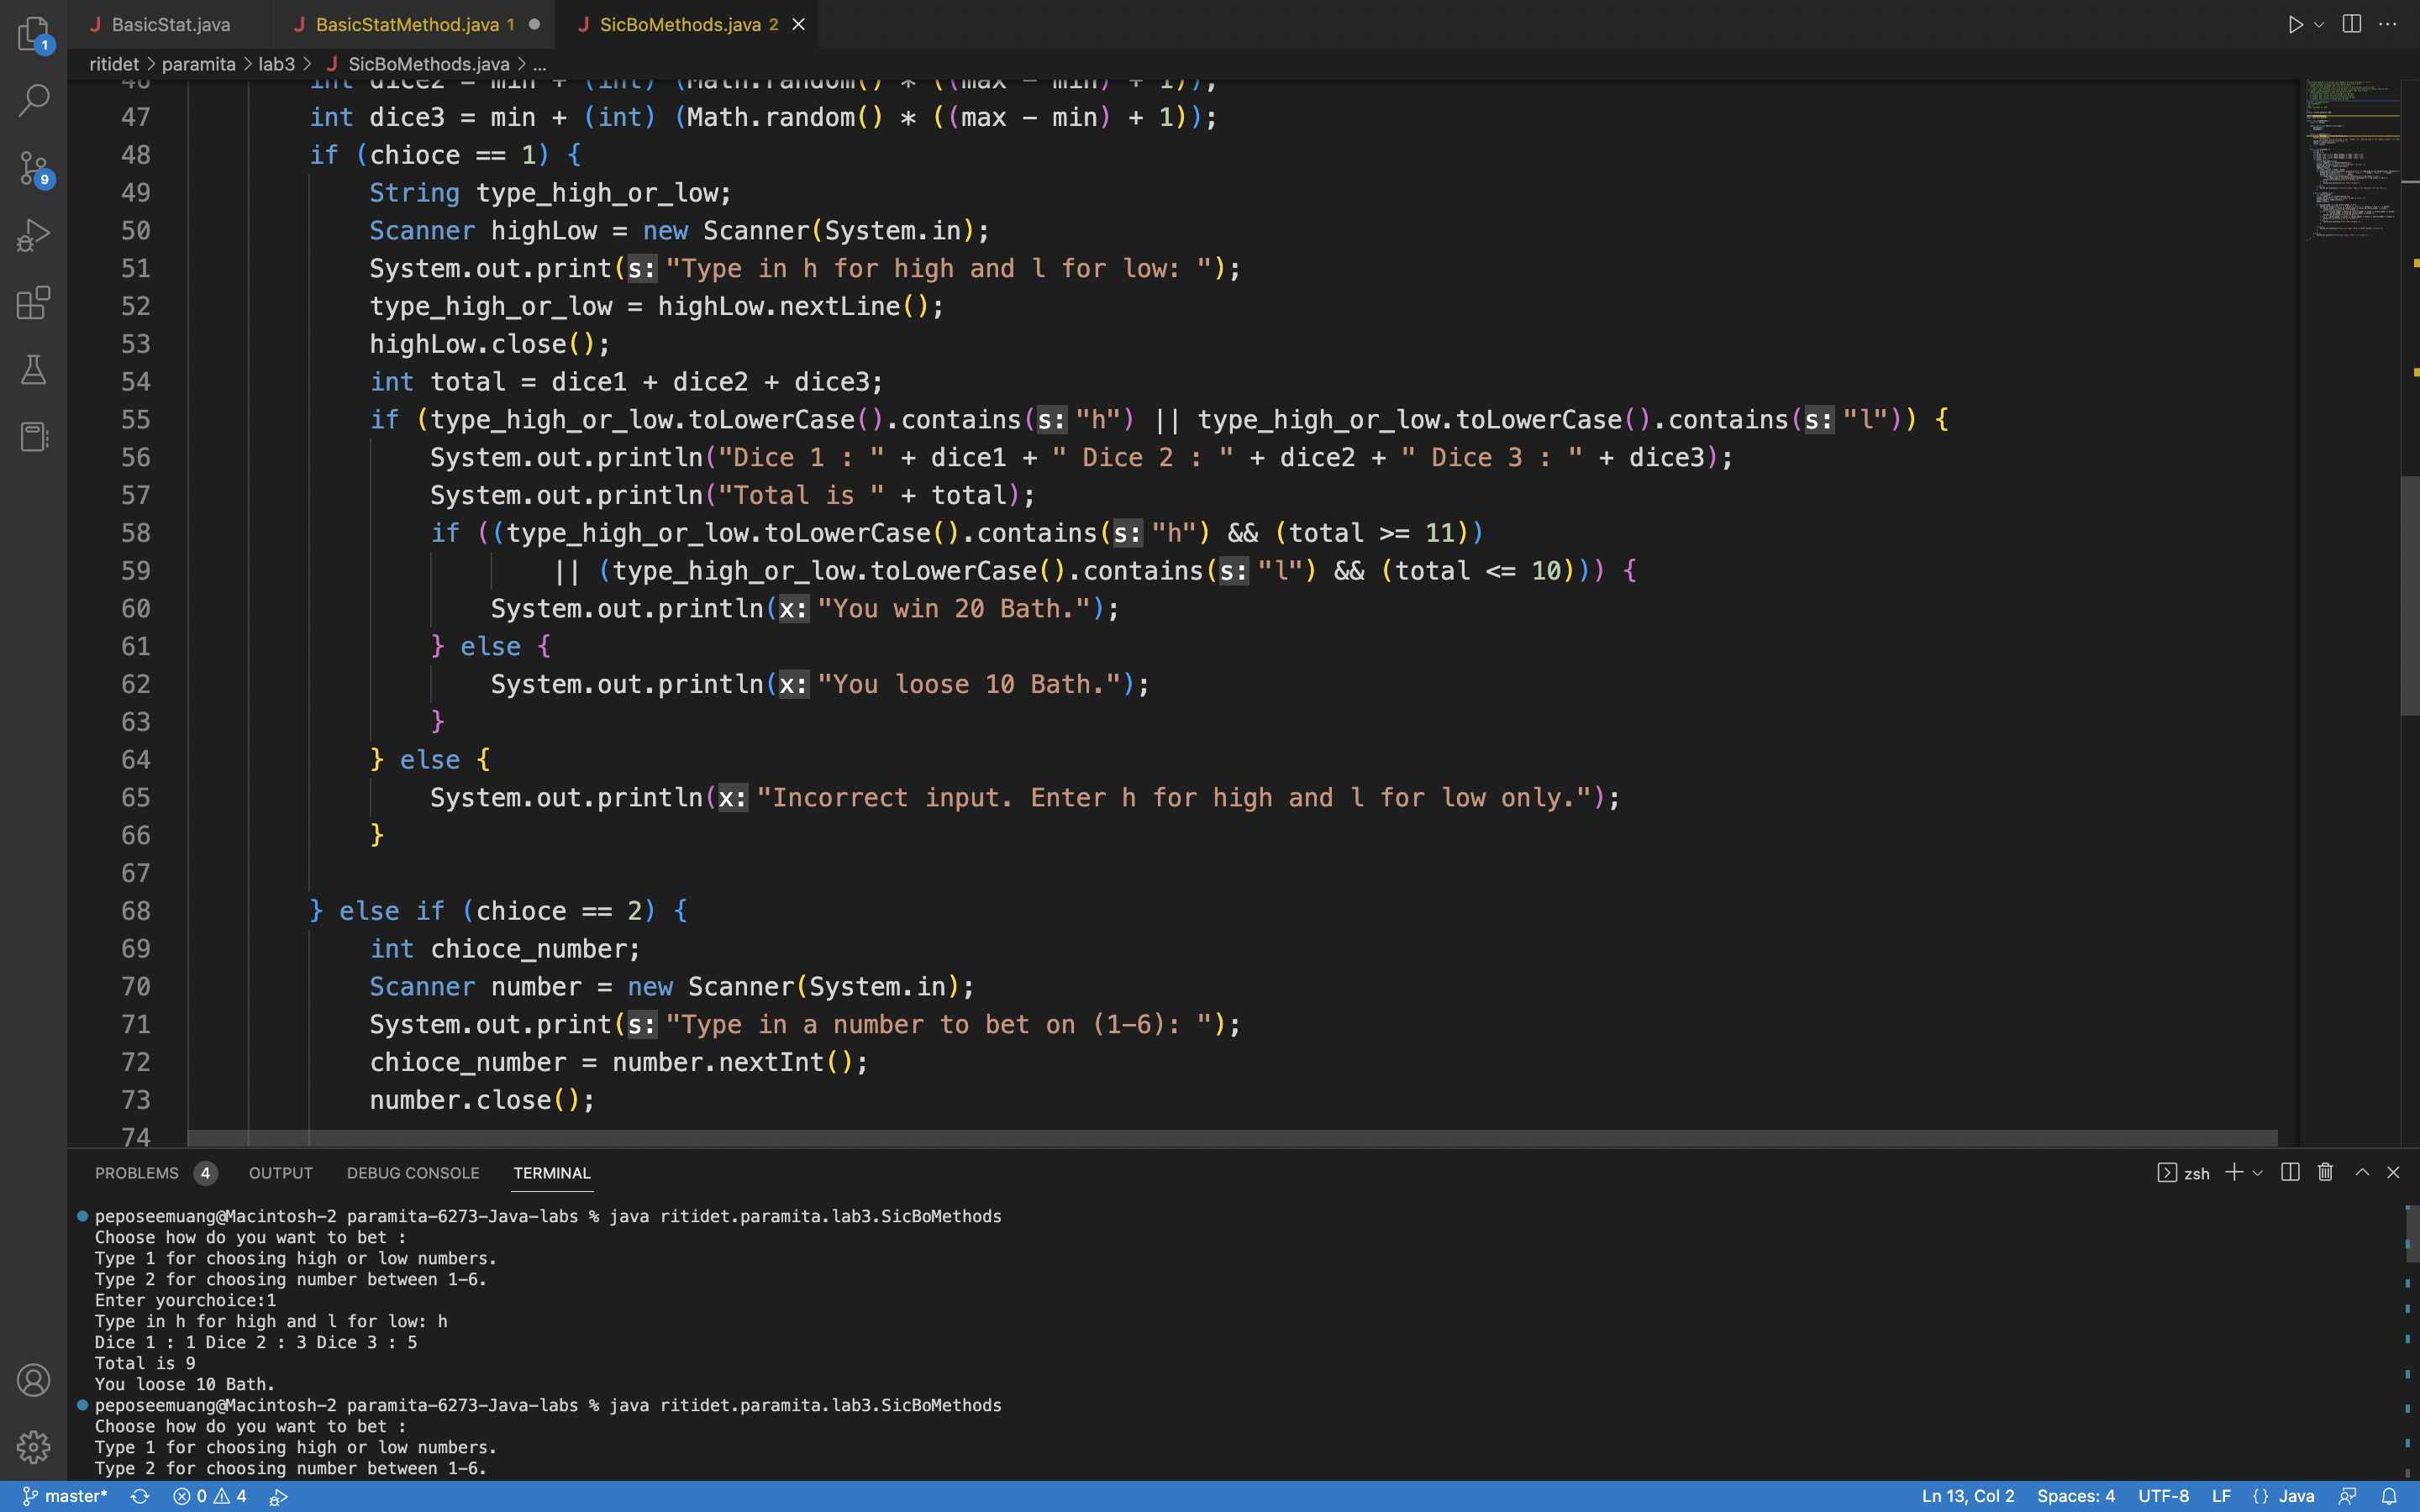 BasicStat.java
BasicStatMethod.java 1
SicBoMethods.java 2
ritidet > paramita > lab3 > SicBoMethods.java > ...
46 int dice2 = min + (int) (Math.random() * ((max - min) + 1));
47 int dice3 = min + (int) (Math.random() * ((max - min) + 1));
48 if (chioce == 1) {
49 String type_high_or_low;
50 Scanner highLow = new Scanner(System.in);
51 System.out.print(s: "Type in h for high and l for low: ");
52 type_high_or_low = highLow.nextLine();
53 highLow.close();
54 int total = dice1 + dice2 + dice3;
55 if (type_high_or_low.toLowerCase().contains(s: "h") || type_high_or_low.toLowerCase().contains(s: "l")) {
56 System.out.println("Dice 1 : " + dice1 + " Dice 2 : " + dice2 + " Dice 3 : " + dice3);
57 System.out.println("Total is " + total);
58 if ((type_high_or_low.toLowerCase().contains(s: "h") && (total >= 11))
59 || (type_high_or_low.toLowerCase().contains(s: "l") && (total <= 10))) {
60 System.out.println(x: "You win 20 Bath.");
61 } else {
62 System.out.println(x: "You loose 10 Bath.");
63 }
64 } else {
65 System.out.println(x: "Incorrect input. Enter h for high and l for low only.");
66 }
67
68 } else if (chioce == 2) {
69 int chioce_number;
70 Scanner number = new Scanner(System.in);
71 System.out.print(s: "Type in a number to bet on (1-6): ");
72 chioce_number = number.nextInt();
73 number.close();
74
1
9
PROBLEMS 4 OUTPUT DEBUG CONSOLE TERMINAL
zsh
peposeemuang@Macintosh-2 paramita-6273-Java-labs % java ritidet.paramita.lab3.SicBoMethods
Choose how do you want to bet :
Type 1 for choosing high or low numbers.
Type 2 for choosing number between 1-6.
Enter yourchoice:1
Type in h for high and l for low: h
Dice 1 : 1 Dice 2 : 3 Dice 3 : 5
Total is 9
You loose 10 Bath.
peposeemuang@Macintosh-2 paramita-6273-Java-labs % java ritidet.paramita.lab3.SicBoMethods
Choose how do you want to bet :
Type 1 for choosing high or low numbers.
Type 2 for choosing number between 1-6.
master* 0 4
Ln 13, Col 2 Spaces: 4 UTF-8 LF {} Java